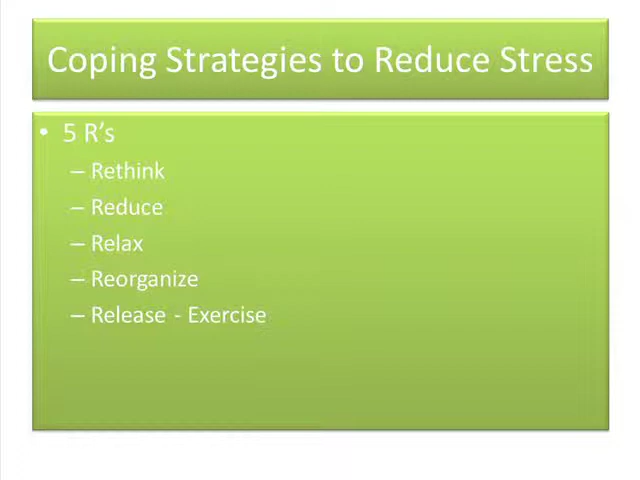 Coping Strategies to Reduce Stress
• 5 R’s
– Rethink
– Reduce
– Relax
– Reorganize
– Release - Exercise